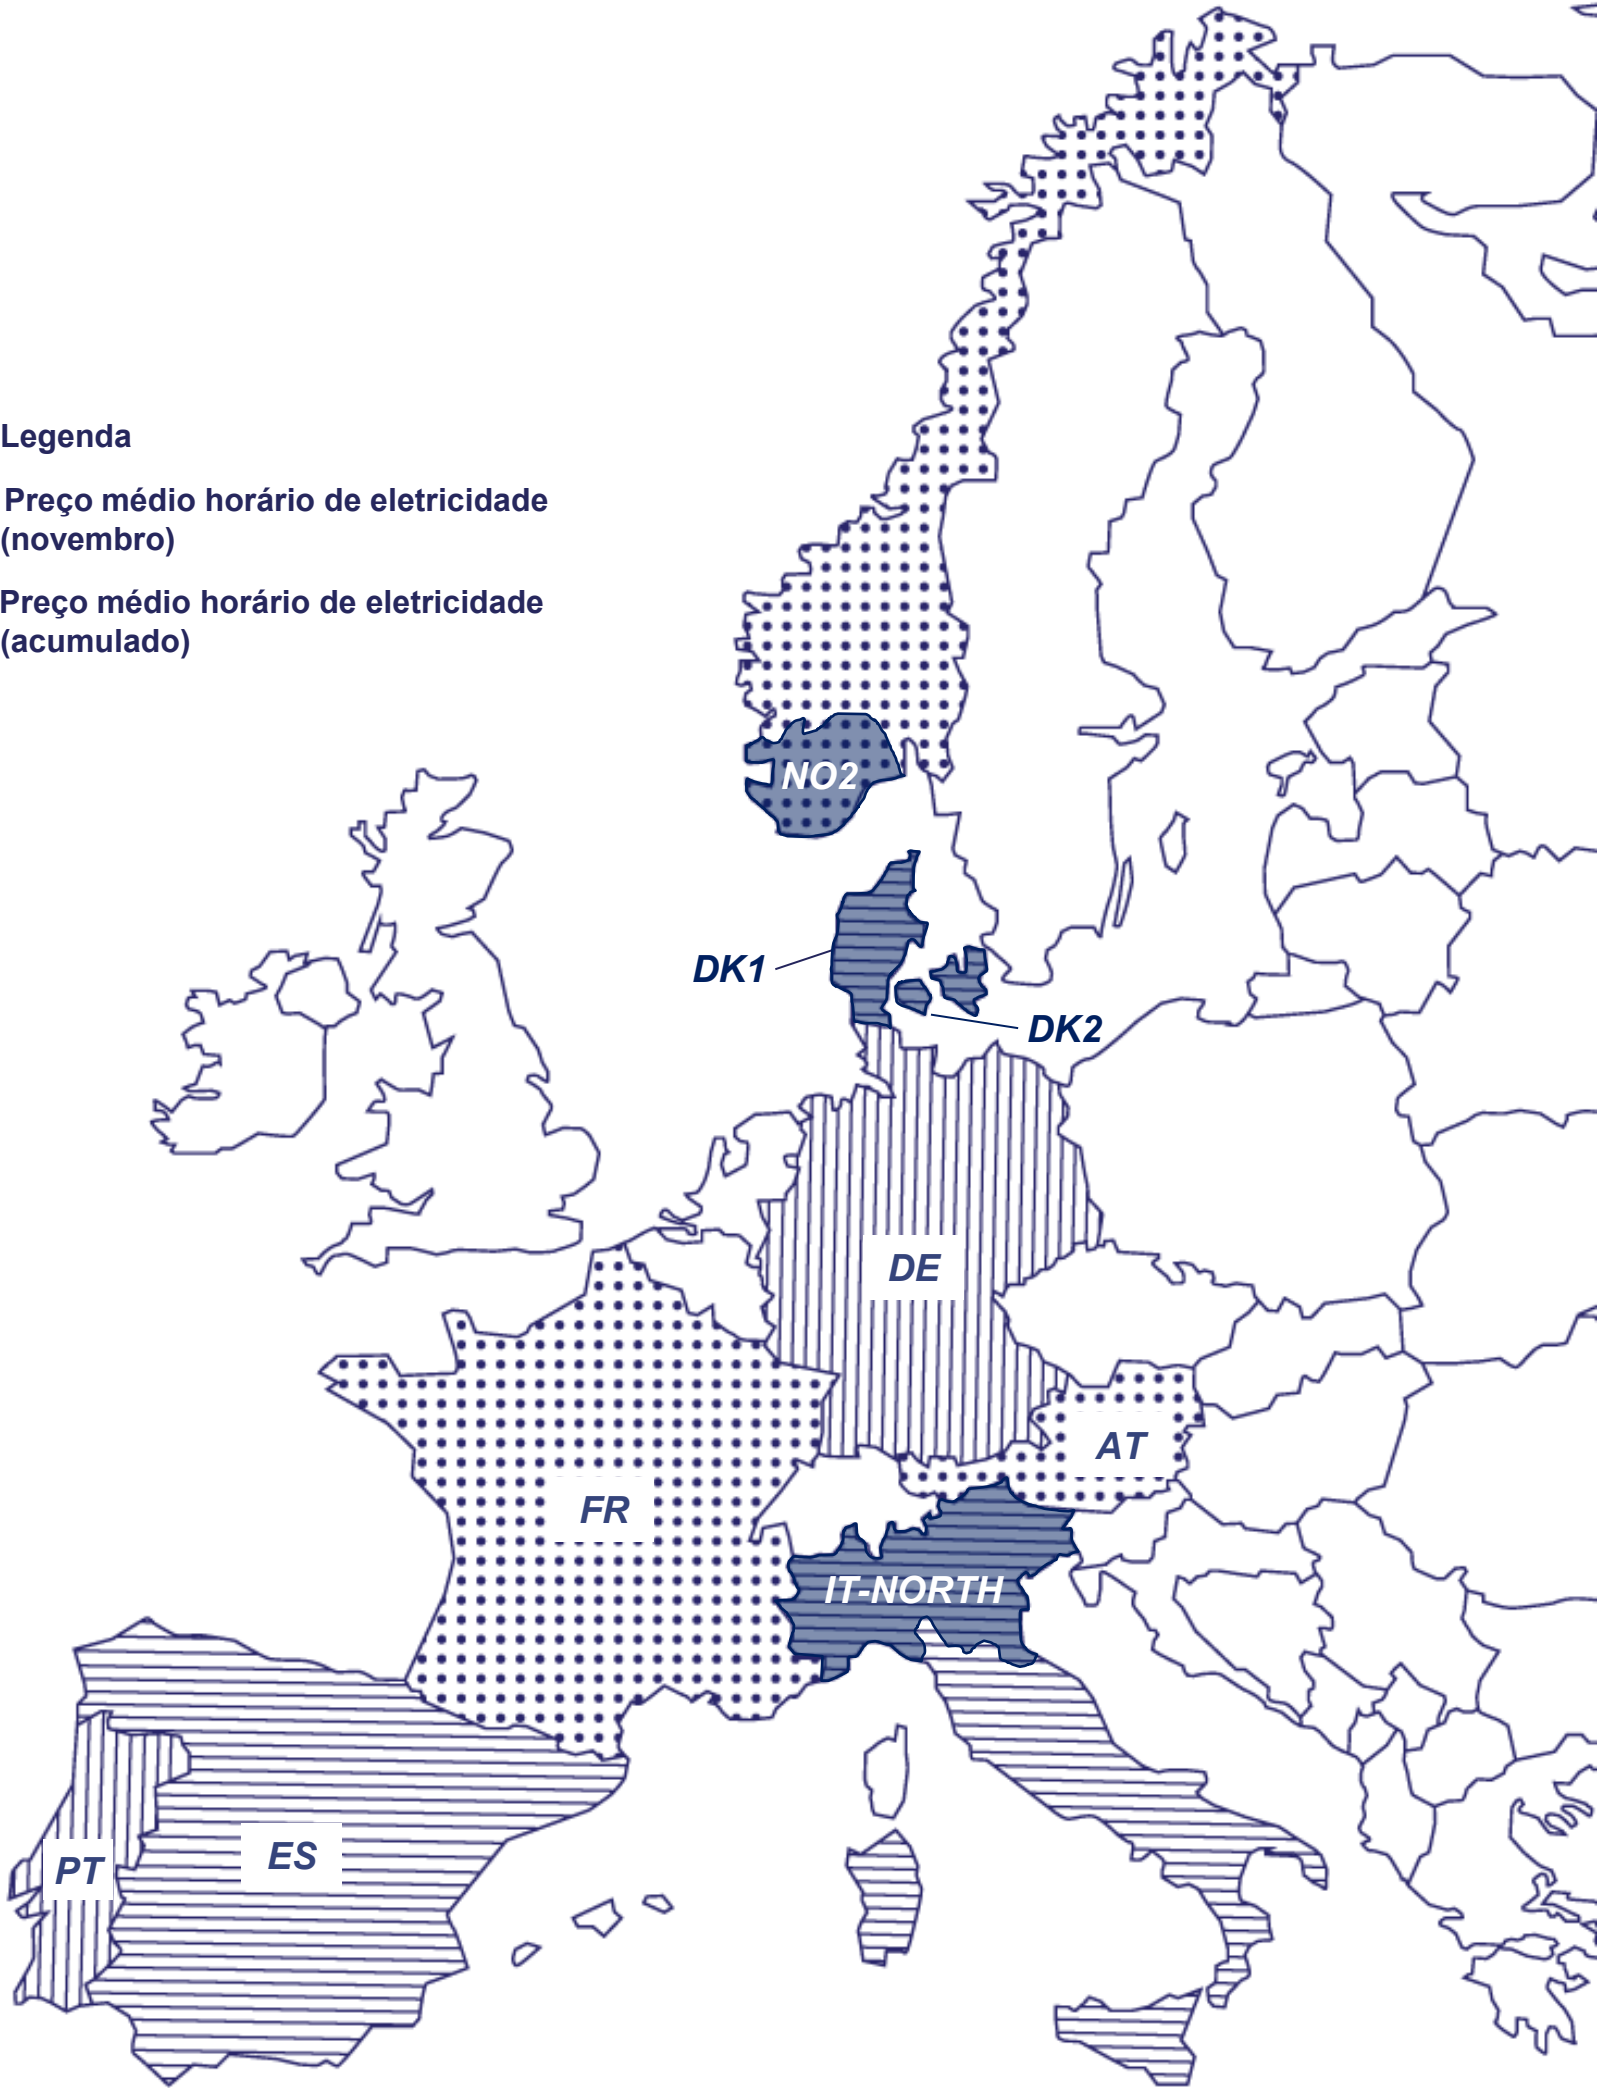 Legenda
Preço médio horário de eletricidade
(novembro)
Preço médio horário de eletricidade
(acumulado)
NO2
DK1
DK2
DE
AT
FR
IT-NORTH
ES
PT